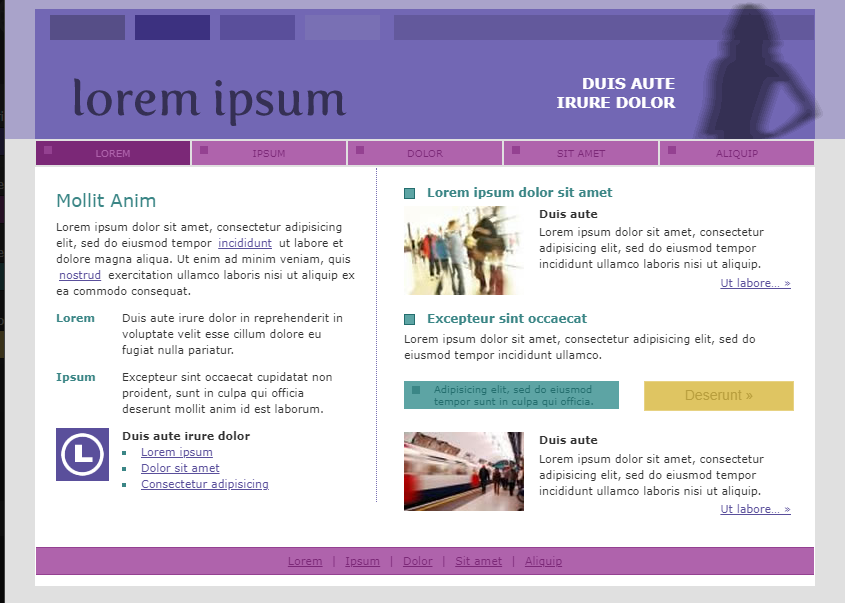 lorem ipsum
DUIS AUTE
IRURE DOLOR
LOREM
IPSUM
DOLOR
SIT AMET
ALIQUIP
Mollit Anim
Lorem ipsum dolor sit amet, consectetur adipisicing
elit, sed do eiusmod tempor incididunt ut labore et
dolore magna aliqua. Ut enim ad minim veniam, quis
nostrud exercitation ullamco laboris nisi ut aliquip ex
ea commodo consequat.
Lorem
Duis aute irure dolor in reprehenderit in
voluptate velit esse cillum dolore eu
fugiat nulla pariatur.
Ipsum
Excepteur sint occaecat cupidatat non
proident, sunt in culpa qui officia
deserunt mollit anim id est laborum.
L
Duis aute irure dolor
Lorem ipsum
Dolor sit amet
Consectetur adipisicing
Lorem ipsum dolor sit amet
Duis aute
Lorem ipsum dolor sit amet, consectetur
adipisicing elit, sed do eiusmod tempor
incididunt ullamco laboris nisi ut aliquip.
Ut labore... »
Excepteur sint occaecat
Lorem ipsum dolor sit amet, consectetur adipisicing elit, sed do
eiusmod tempor incididunt ullamco.
Adipisicing elit, sed do eiusmod
tempor sunt in culpa qui officia.
Deserunt »
Duis aute
Lorem ipsum dolor sit amet, consectetur
adipisicing elit, sed do eiusmod tempor
incididunt ullamco laboris nisi ut aliquip.
Ut labore... »
Lorem | Ipsum | Dolor | Sit amet | Aliquip